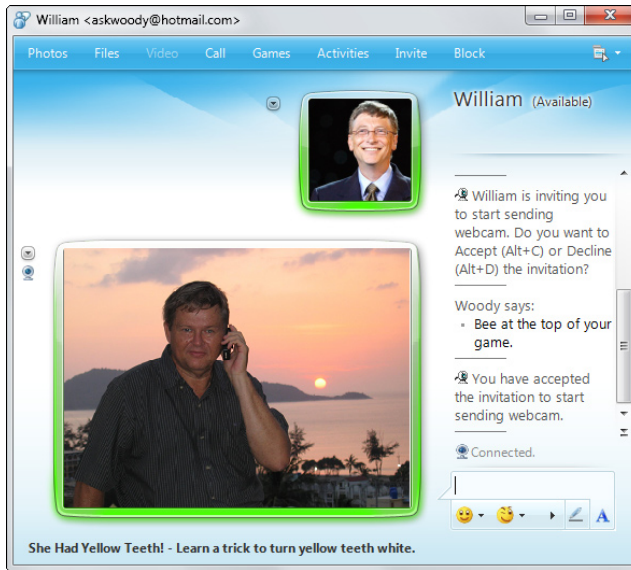 William <askwoody@hotmail.com>
Photos Files Video Call Games Activities Invite Block
William (Available)
William is inviting you
to start sending
webcam. Do you want to
Accept (Alt+C) or Decline
(Alt+D) the invitation?
Woody says:
Bee at the top of your
game.
You have accepted
the invitation to start
sending webcam.
Connected.
A
She Had Yellow Teeth! - Learn a trick to turn yellow teeth white.